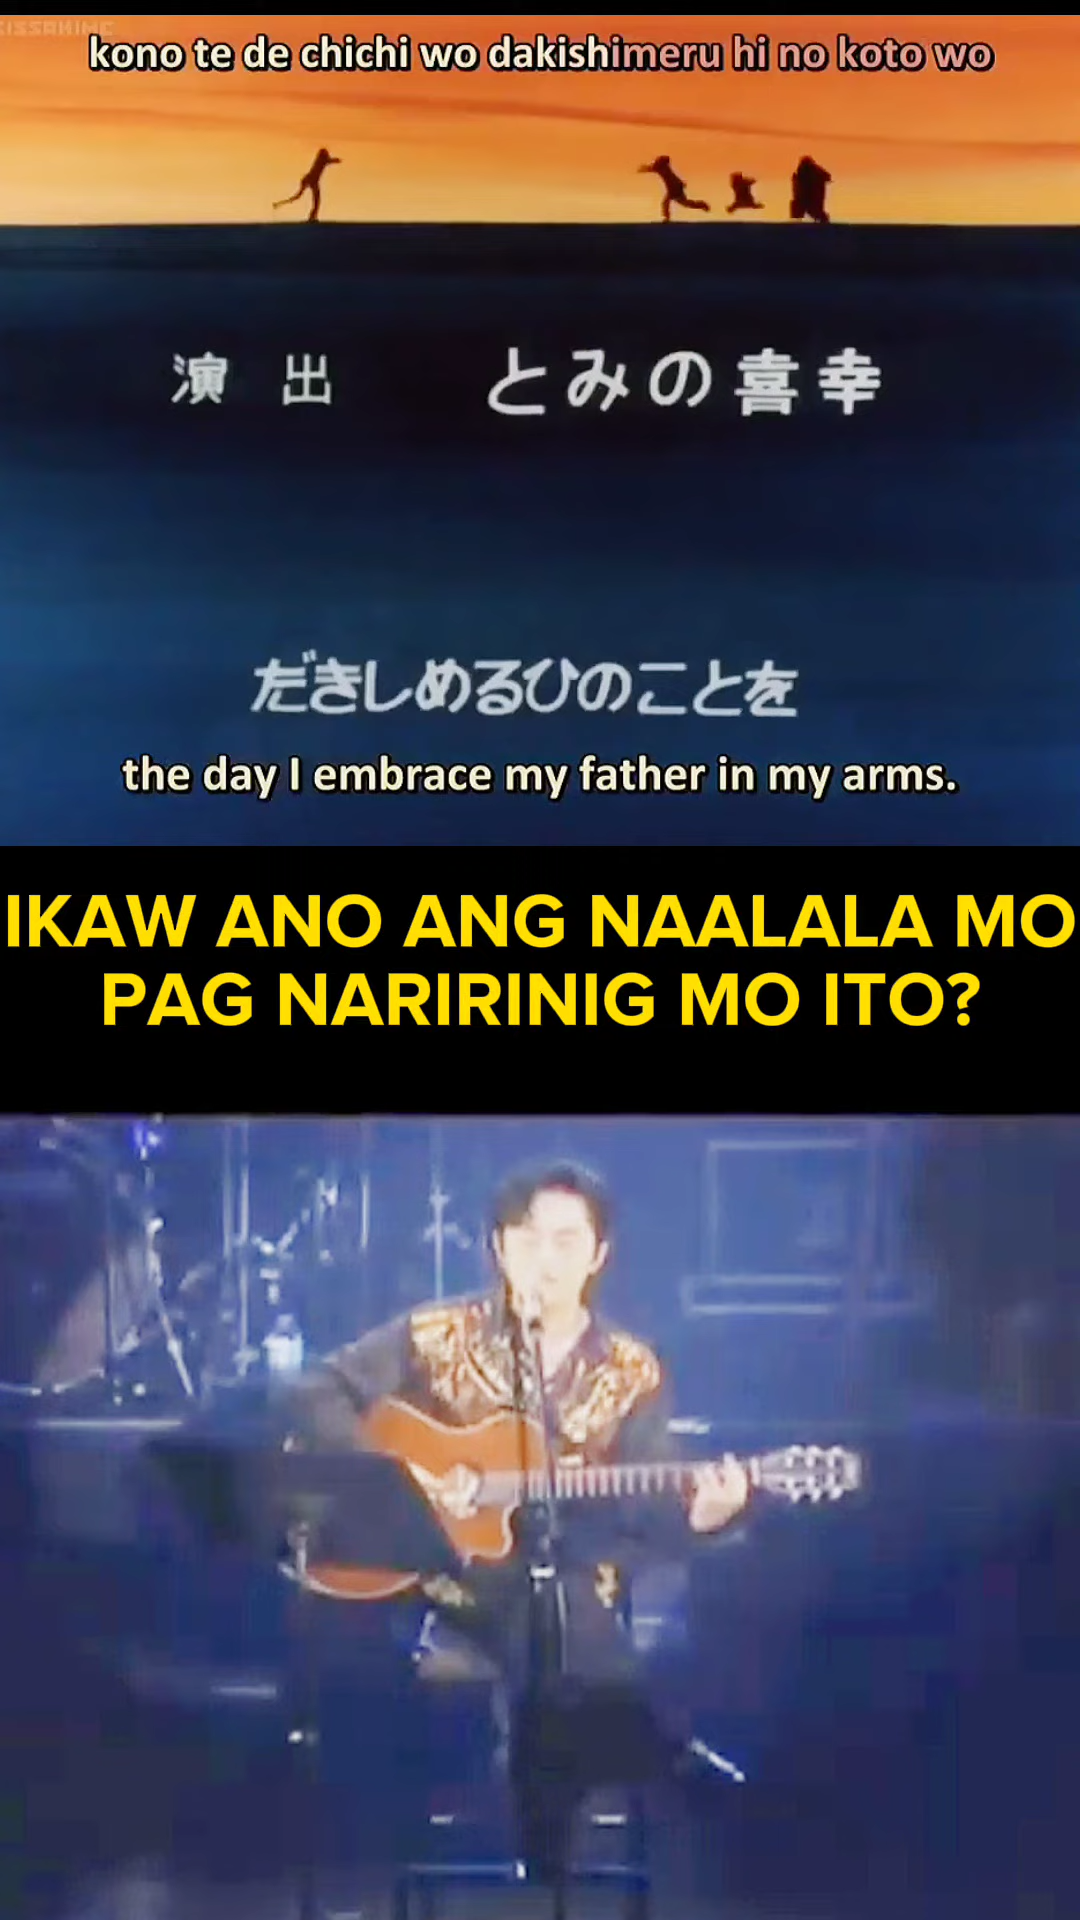 KISSANIME
kono te de chichi wo dakishimeru hi no koto wo
演出 とみの喜幸
だきしめるひのことを
the day I embrace my father in my arms.
IKAW ANO ANG NAALALA MO
PAG NARIRINIG MO ITO?